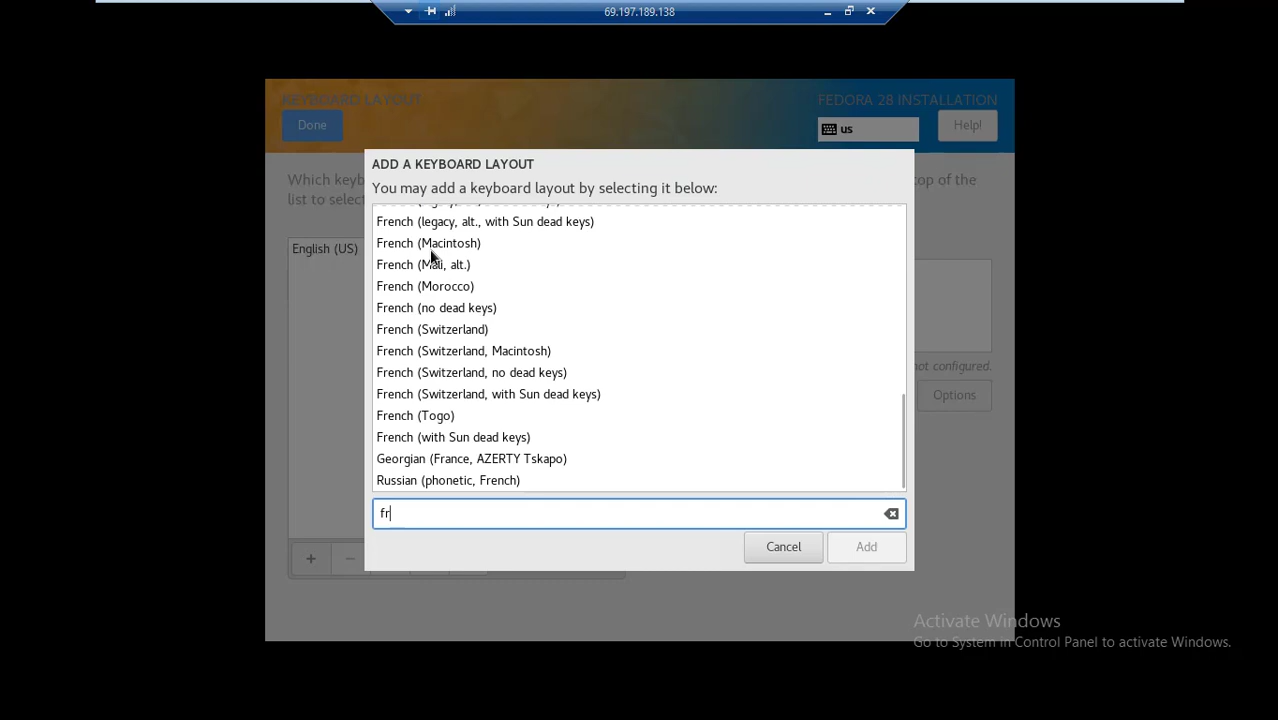 69.197.189.138
KEYBOARD LAYOUT
FEDORA 28 INSTALLATION
Done
us
Help!
ADD A KEYBOARD LAYOUT
Which keyb
top of the
You may add a keyboard layout by selecting it below:
list to selec
French (legacy, alt., with Sun dead keys)
French (Macintosh)
English (US)
French (Mali, alt.)
French (Morocco)
French (no dead keys)
French (Switzerland)
French (Switzerland, Macintosh)
not configured.
French (Switzerland, no dead keys)
French (Switzerland, with Sun dead keys)
Options
French (Togo)
French (with Sun dead keys)
Georgian (France, AZERTY Tskapo)
Russian (phonetic, French)
fr
Cancel
Add
Activate Windows
Go to System in Control Panel to activate Windows.